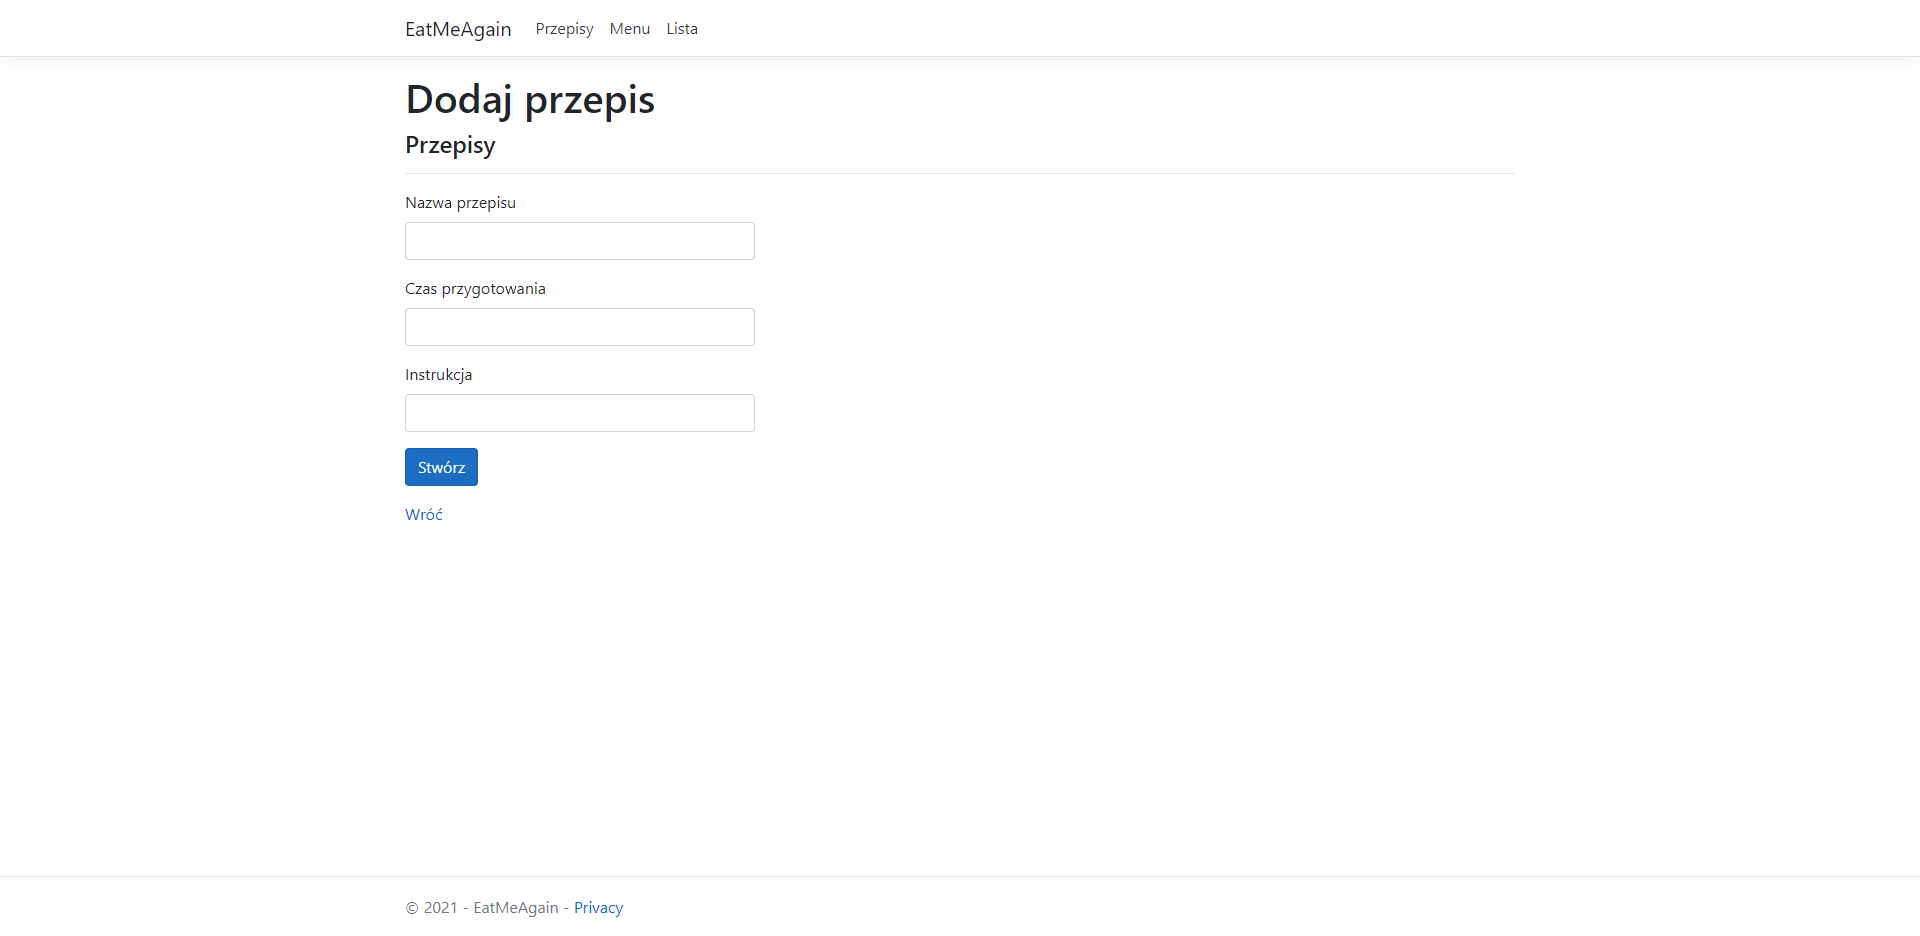 EatMeAgain Przepisy Menu Lista
Dodaj przepis
Przepisy
Nazwa przepisu
Czas przygotowania
Instrukcja
Stwórz
Wróć
© 2021 - EatMeAgain - Privacy